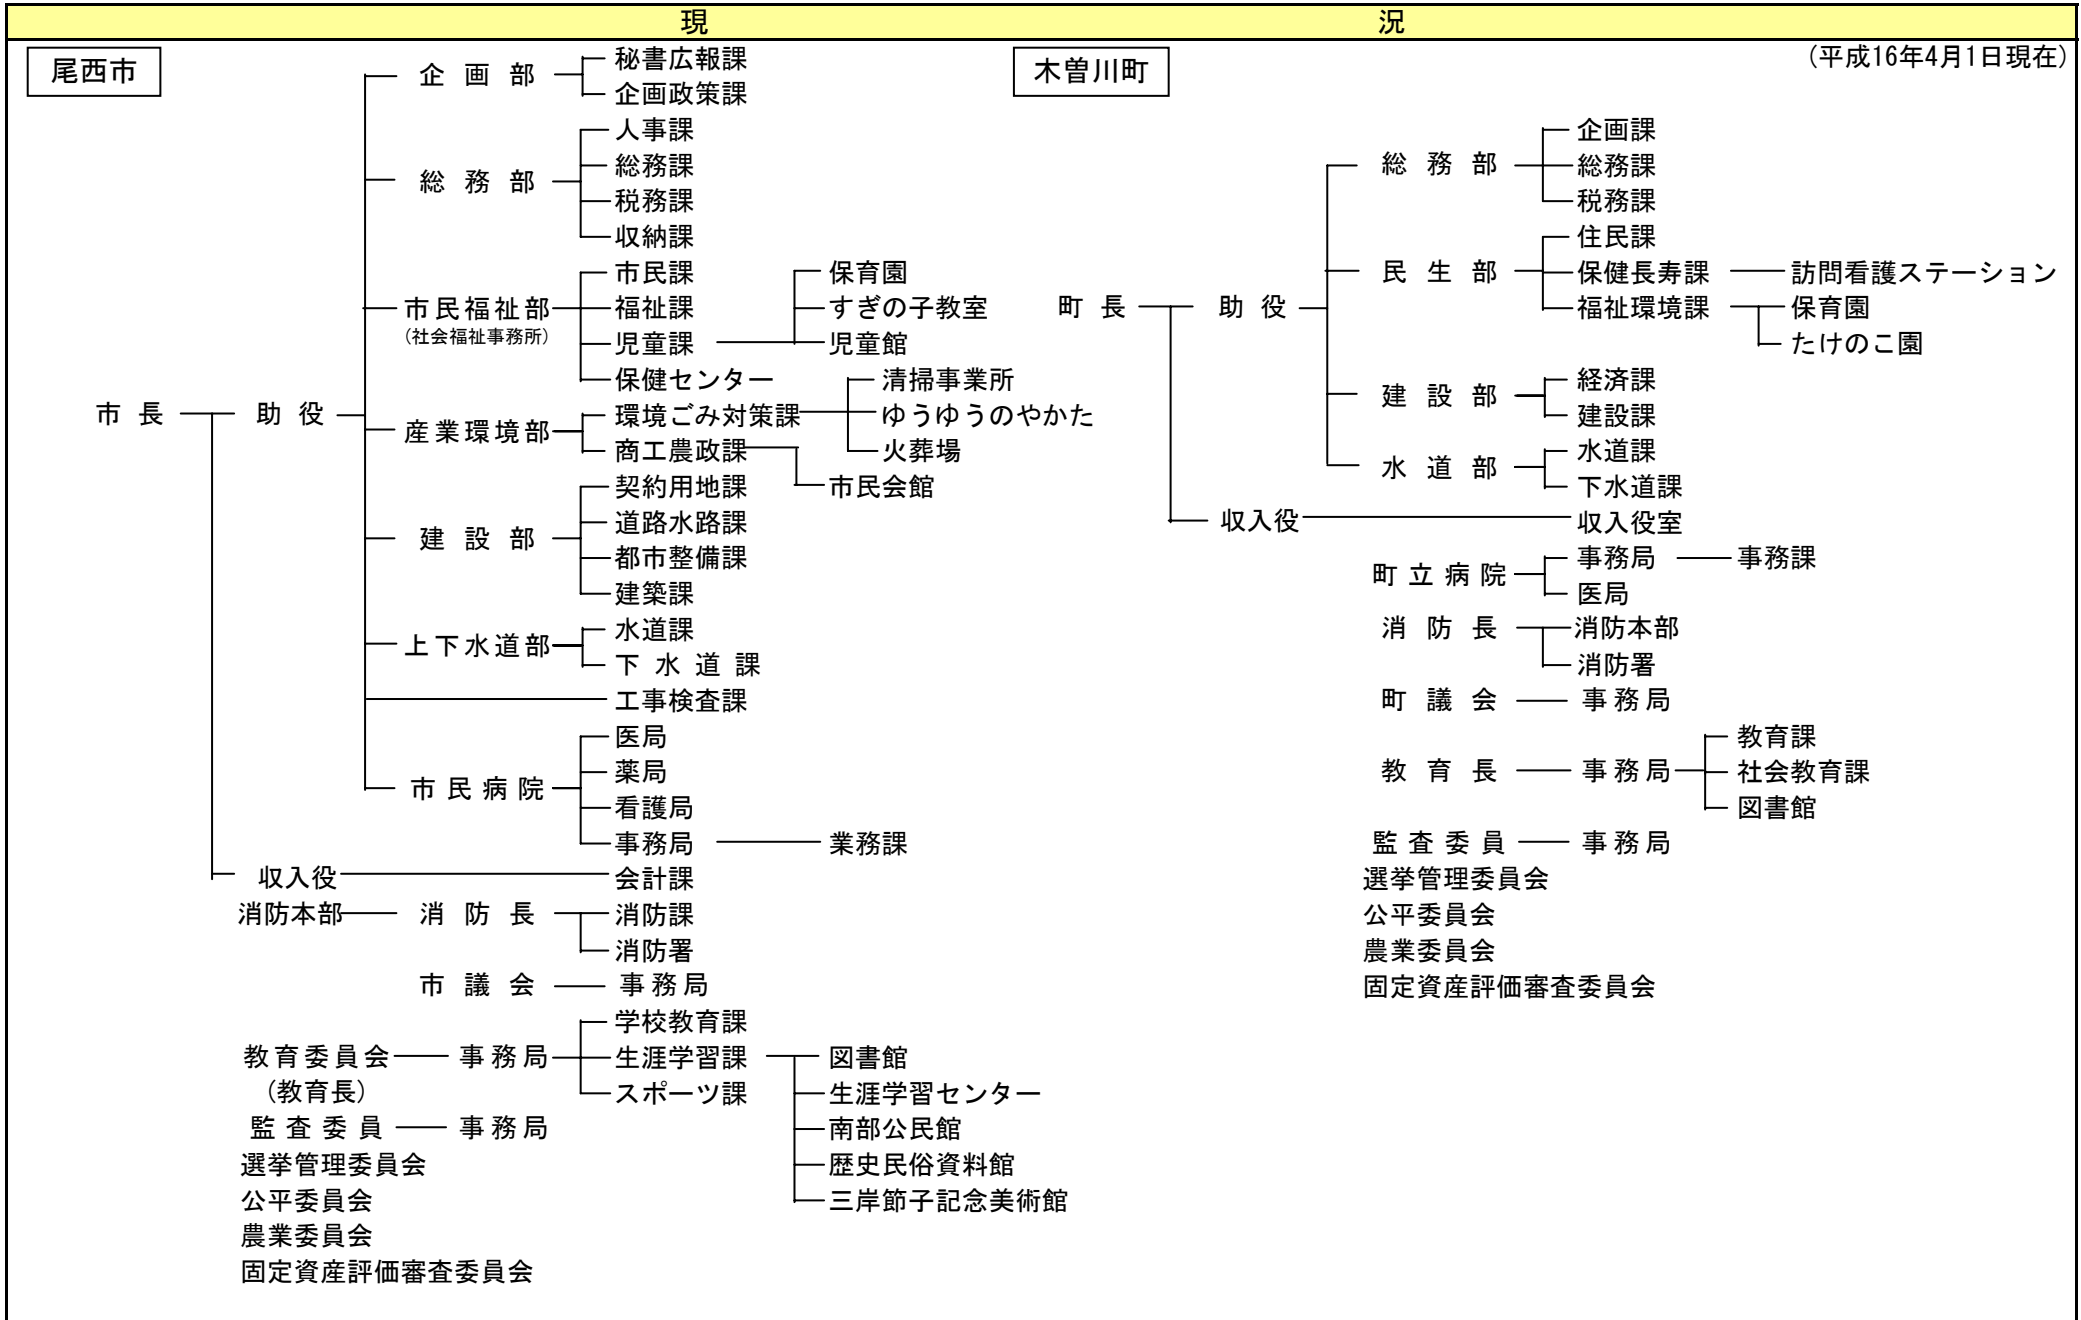 現 況
(平成16年4月1日現在)
尾西市
市長
助役
企画部
秘書広報課
企画政策課
総務部
人事課
総務課
税務課
収納課
市民福祉部
(社会福祉事務所)
市民課
福祉課
児童課
保育園
すぎの子教室
児童館
保健センター
産業環境部
環境ごみ対策課
清掃事業所
ゆうゆうのやかた
火葬場
商工農政課
市民会館
建設部
契約用地課
道路水路課
都市整備課
建築課
上下水道部
水道課
下水道課
工事検査課
市民病院
医局
薬局
看護局
事務局
業務課
収入役
会計課
消防本部
消防長
消防課
消防署
市議会
事務局
教育委員会
(教育長)
事務局
学校教育課
生涯学習課
スポーツ課
図書館
生涯学習センター
南部公民館
歴史民俗資料館
三岸節子記念美術館
監査委員
事務局
選挙管理委員会
公平委員会
農業委員会
固定資産評価審査委員会
木曽川町
町長
助役
総務部
企画課
総務課
税務課
民生部
住民課
保健長寿課
訪問看護ステーション
福祉環境課
保育園
たけのこ園
建設部
経済課
建設課
水道部
水道課
下水道課
収入役
収入役室
町立病院
事務局
事務課
医局
消防長
消防本部
消防署
町議会
事務局
教育長
事務局
教育課
社会教育課
図書館
監査委員
事務局
選挙管理委員会
公平委員会
農業委員会
固定資産評価審査委員会